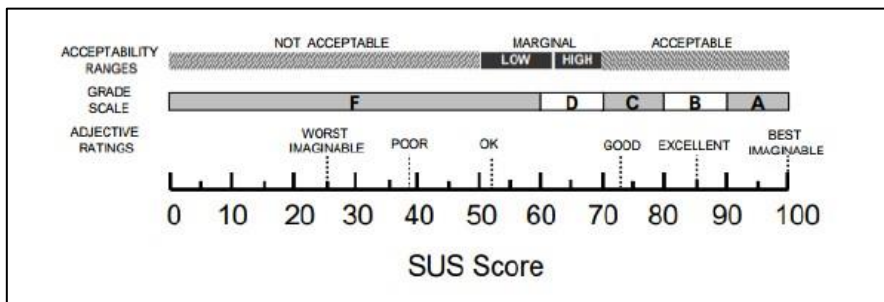 NOT ACCEPTABLE MARGINAL ACCEPTABLE
ACCEPTABILITY RANGES LOW HIGH
GRADE SCALE F D C B A
ADJECTIVE RATINGS WORST IMAGINABLE POOR OK GOOD EXCELLENT BEST IMAGINABLE
0 10 20 30 40 50 60 70 80 90 100
SUS Score